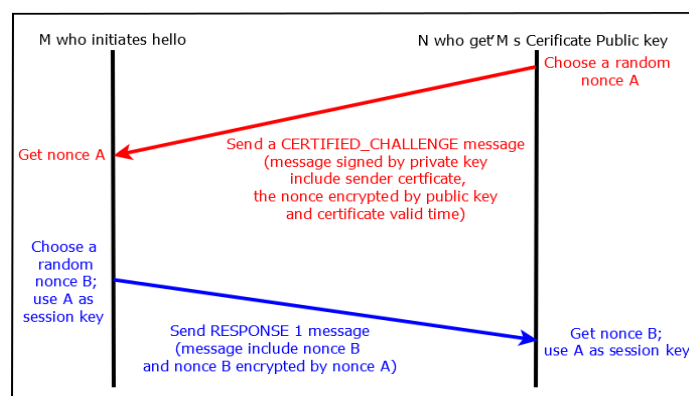 M who initiates hello
N who get'M s Cerificate Public key
Choose a random
nonce A
Get nonce A
Send a CERTIFIED_CHALLENGE message
(message signed by private key
include sender certficate,
the nonce encrypted by public key
and certificate valid time)
Choose a
random
nonce B;
use A as
session key
Send RESPONSE 1 message
(message include nonce B
and nonce B encrypted by nonce A)
Get nonce B;
use A as session key